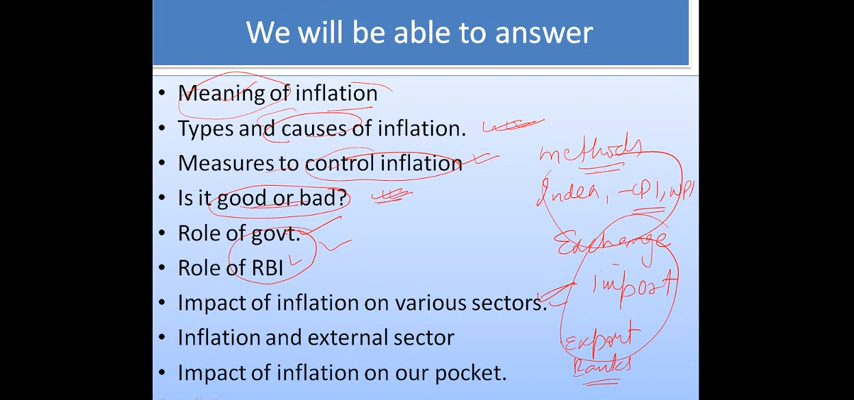 We will be able to answer
• Meaning of inflation
• Types and causes of inflation.
• Measures to control inflation
• Is it good or bad?
• Role of govt.
• Role of RBI
• Impact of inflation on various sectors.
• Inflation and external sector
• Impact of inflation on our pocket.
methods
Index, - CPI, WPI
Exchange
import
export
Banks